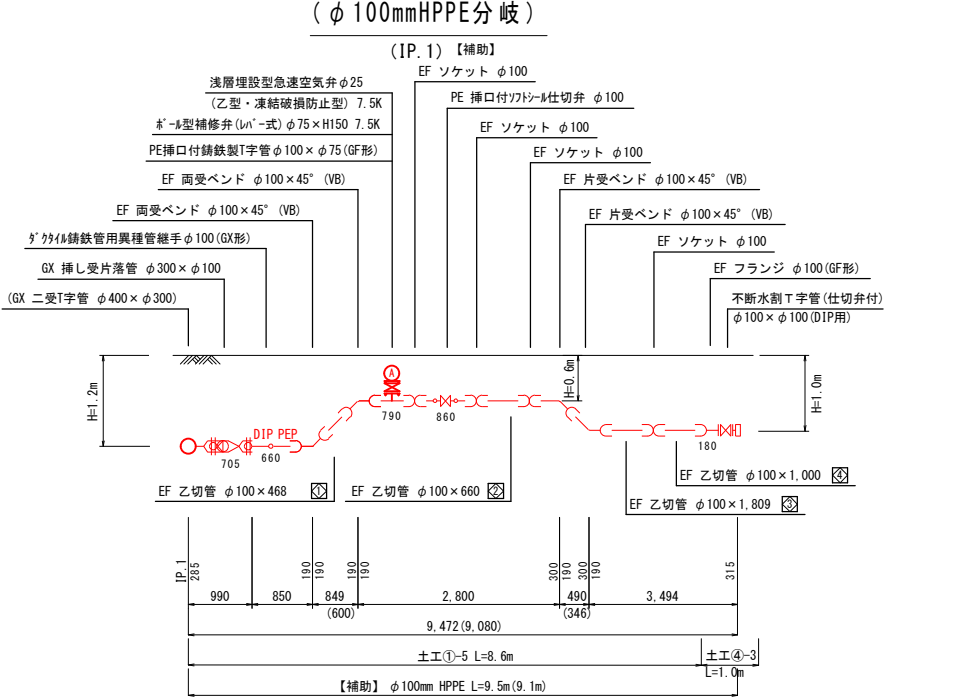 (φ100mmHPPE分岐)
(IP.1) 【補助】
EF ソケット φ100
浅層埋設型急速空気弁φ25
(乙型・凍結破損防止型) 7.5K
PE 挿口付ソフトシール仕切弁 φ100
ボール型補修弁(レバー式)φ75×H150 7.5K
EF ソケット φ100
PE挿口付鋳鉄製T字管φ100×φ75(GF形)
EF ソケット φ100
EF 両受ベンド φ100×45° (VB)
EF 片受ベンド φ100×45° (VB)
EF 両受ベンド φ100×45° (VB)
EF 片受ベンド φ100×45° (VB)
ダクタイル鋳鉄管用異種管継手φ100(GX形)
EF ソケット φ100
GX 挿し受片落管 φ300×φ100
EF フランジ φ100(GF形)
(GX 二受T字管 φ400×φ300)
不断水割T字管(仕切弁付)
φ100×φ100(DIP用)
H=1.2m
A
H=0.6m
H=1.0m
790
860
DIP PEP
705
660
180
EF 乙切管 φ100×468 ①
EF 乙切管 φ100×660 ②
EF 乙切管 φ100×1,000 ④
EF 乙切管 φ100×1,809 ③
IP.1
285
190
190
190
190
300
190
300
190
315
990
850
849
2,800
490
3,494
(600)
(346)
9,472(9,080)
土工①-5 L=8.6m
土工④-3
L=1.0m
【補助】 φ100mm HPPE L=9.5m(9.1m)